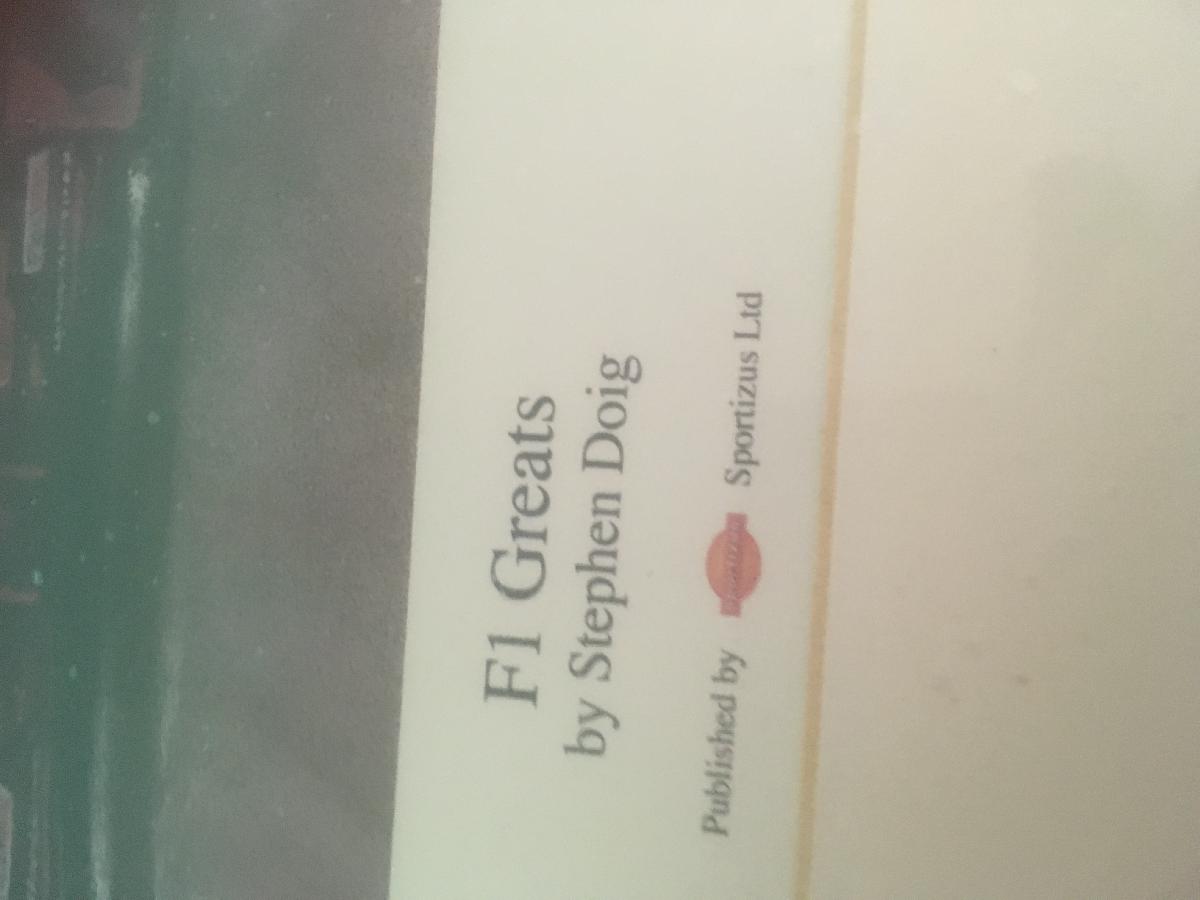 F1 Greats
by Stephen Doig
Published by Sportizus Ltd